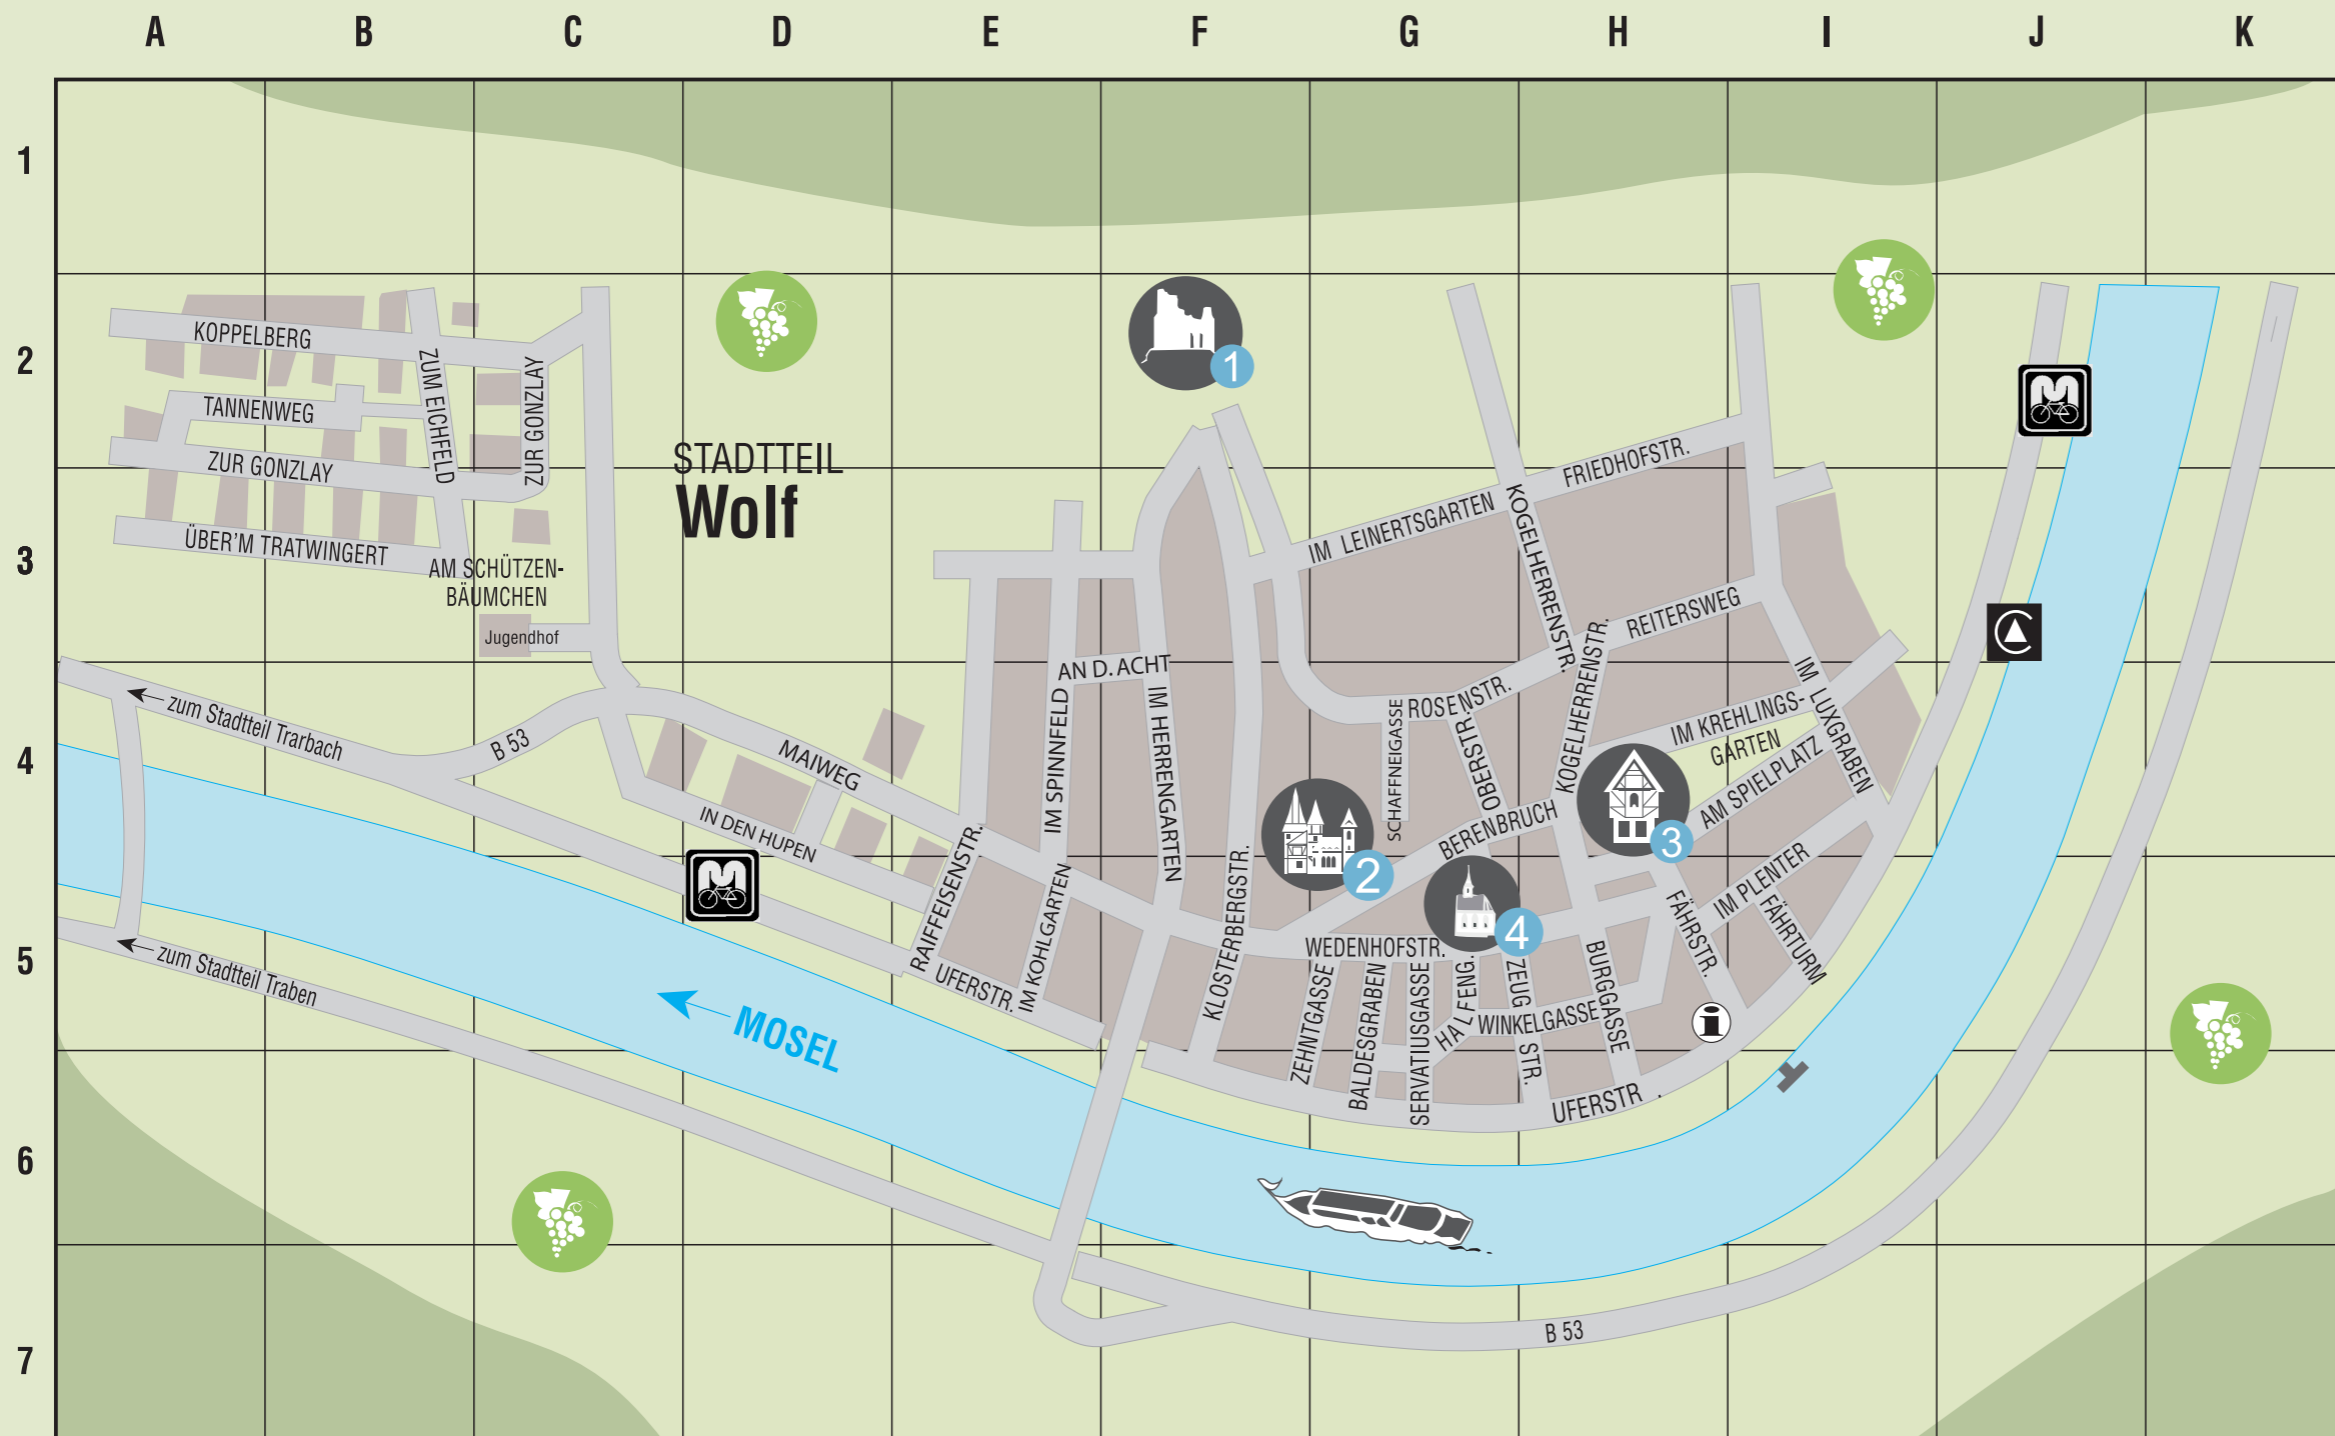 A B C D E F G H I J K
1
2
3
4
5
6
7
KOPPELBERG
TANNENWEG
ZUM EICHFELD
ZUR GONZLAY
ZUR GONZLAY
ÜBER'M TRATWINGERT
AM SCHÜTZEN-
BÄUMCHEN
Jugendhof
STADTTEIL
Wolf
1
zum Stadtteil Trarbach
B 53
MAIWEG
IN DEN HUPEN
zum Stadtteil Traben
MOSEL
RAIFFEISENSTR.
UFERSTR.
IM KOHLGARTEN
IM SPINNFELD
AN D. ACHT
IM HERRENGARTEN
KLOSTERBERGSTR.
IM LEINERTSGARTEN
FRIEDHOFSTR.
KOGELHERRENSTR.
KOGELHERRENSTR.
REITERSWEG
ROSENSTR.
SCHAFFNEIGASSE
OBERSTR.
BERENBRUCH
IM KREHLINGS-
GARTEN
IM LUXGRABEN
AM SPIELPLATZ
IM PLENTER
FÄHRTURM
FÄHRSTR.
2
3
4
WEDENHOFSTR.
ZEHNTGASSE
BALDESGRABEN
SERVATIUSGASSE
HALFENG.
ZEUG STR.
WINKELGASSE
BURGGASSE
UFERSTR.
i
M
M
C
B 53